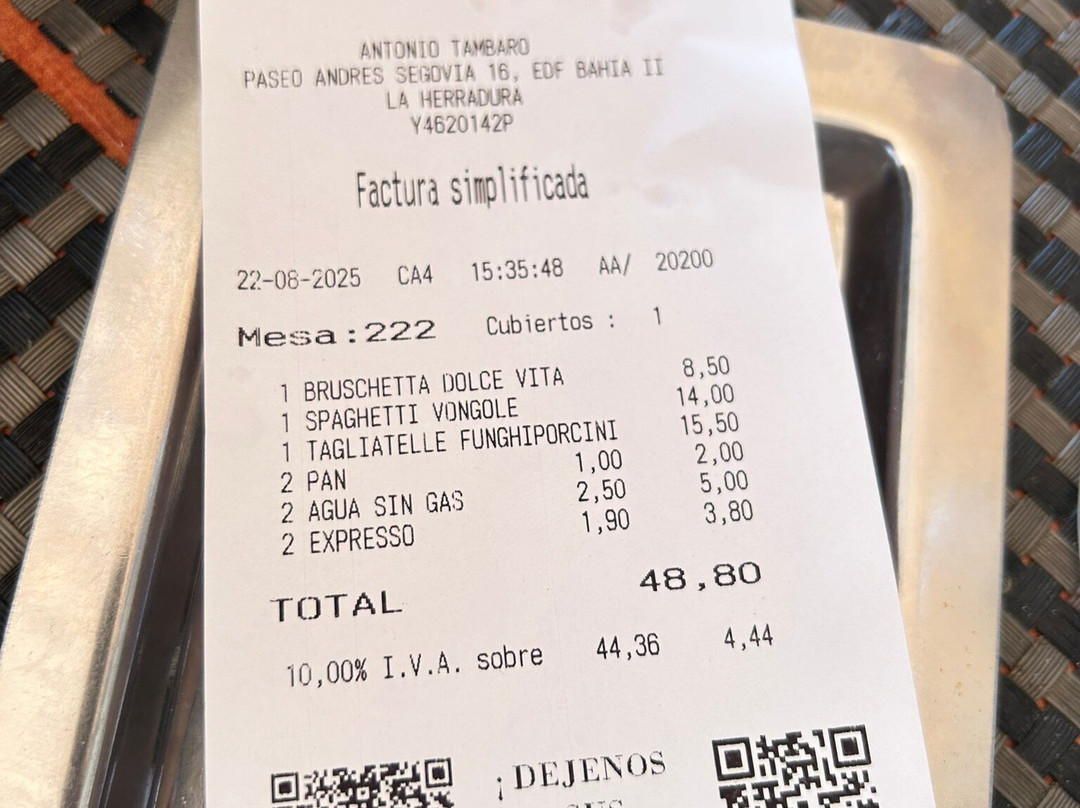 ANTONIO TAMBARO
PASEO ANDRES SEGOVIA 16, EDF BAHIA II
LA HERRADURA
Y4620142P
Factura simplificada
22-08-2025 CA4 15:35:48 AA/ 20200
Mesa:222 Cubiertos : 1
1 BRUSCHETTA DOLCE VITA 8,50
1 SPAGHETTI VONGOLE 14,00
1 TAGLIATELLE FUNGHIPORCINI 15,50
2 PAN 1,00 2,00
2 AGUA SIN GAS 2,50 5,00
2 EXPRESSO 1,90 3,80
TOTAL 48,80
10,00% I.V.A. sobre 44,36 4,44
¡ DEJENOS